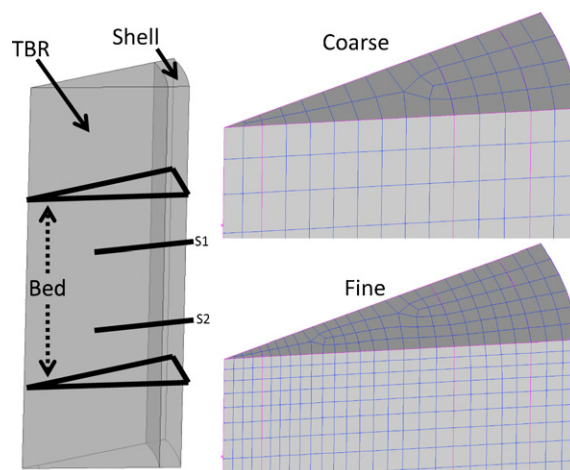 TBR
Shell
Coarse
S1
Bed
S2
Fine